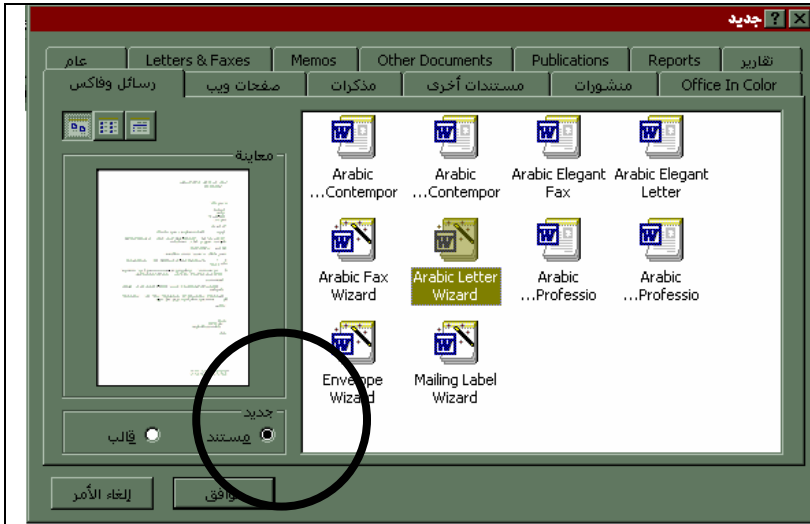 جديد
تقارير
Reports
Publications
Other Documents
Memos
Letters & Faxes
عام
Office In Color
منشورات
مستندات أخرى
مذكرات
صفحات ويب
رسائل وفاكس
Arabic Contempor...
Arabic Contempor...
Arabic Elegant Fax
Arabic Elegant Letter
Arabic Fax Wizard
Arabic Letter Wizard
Arabic Professio...
Arabic Professio...
Envelope Wizard
Mailing Label Wizard
معاينة
جديد
مستند
قالب
موافق
إلغاء الأمر